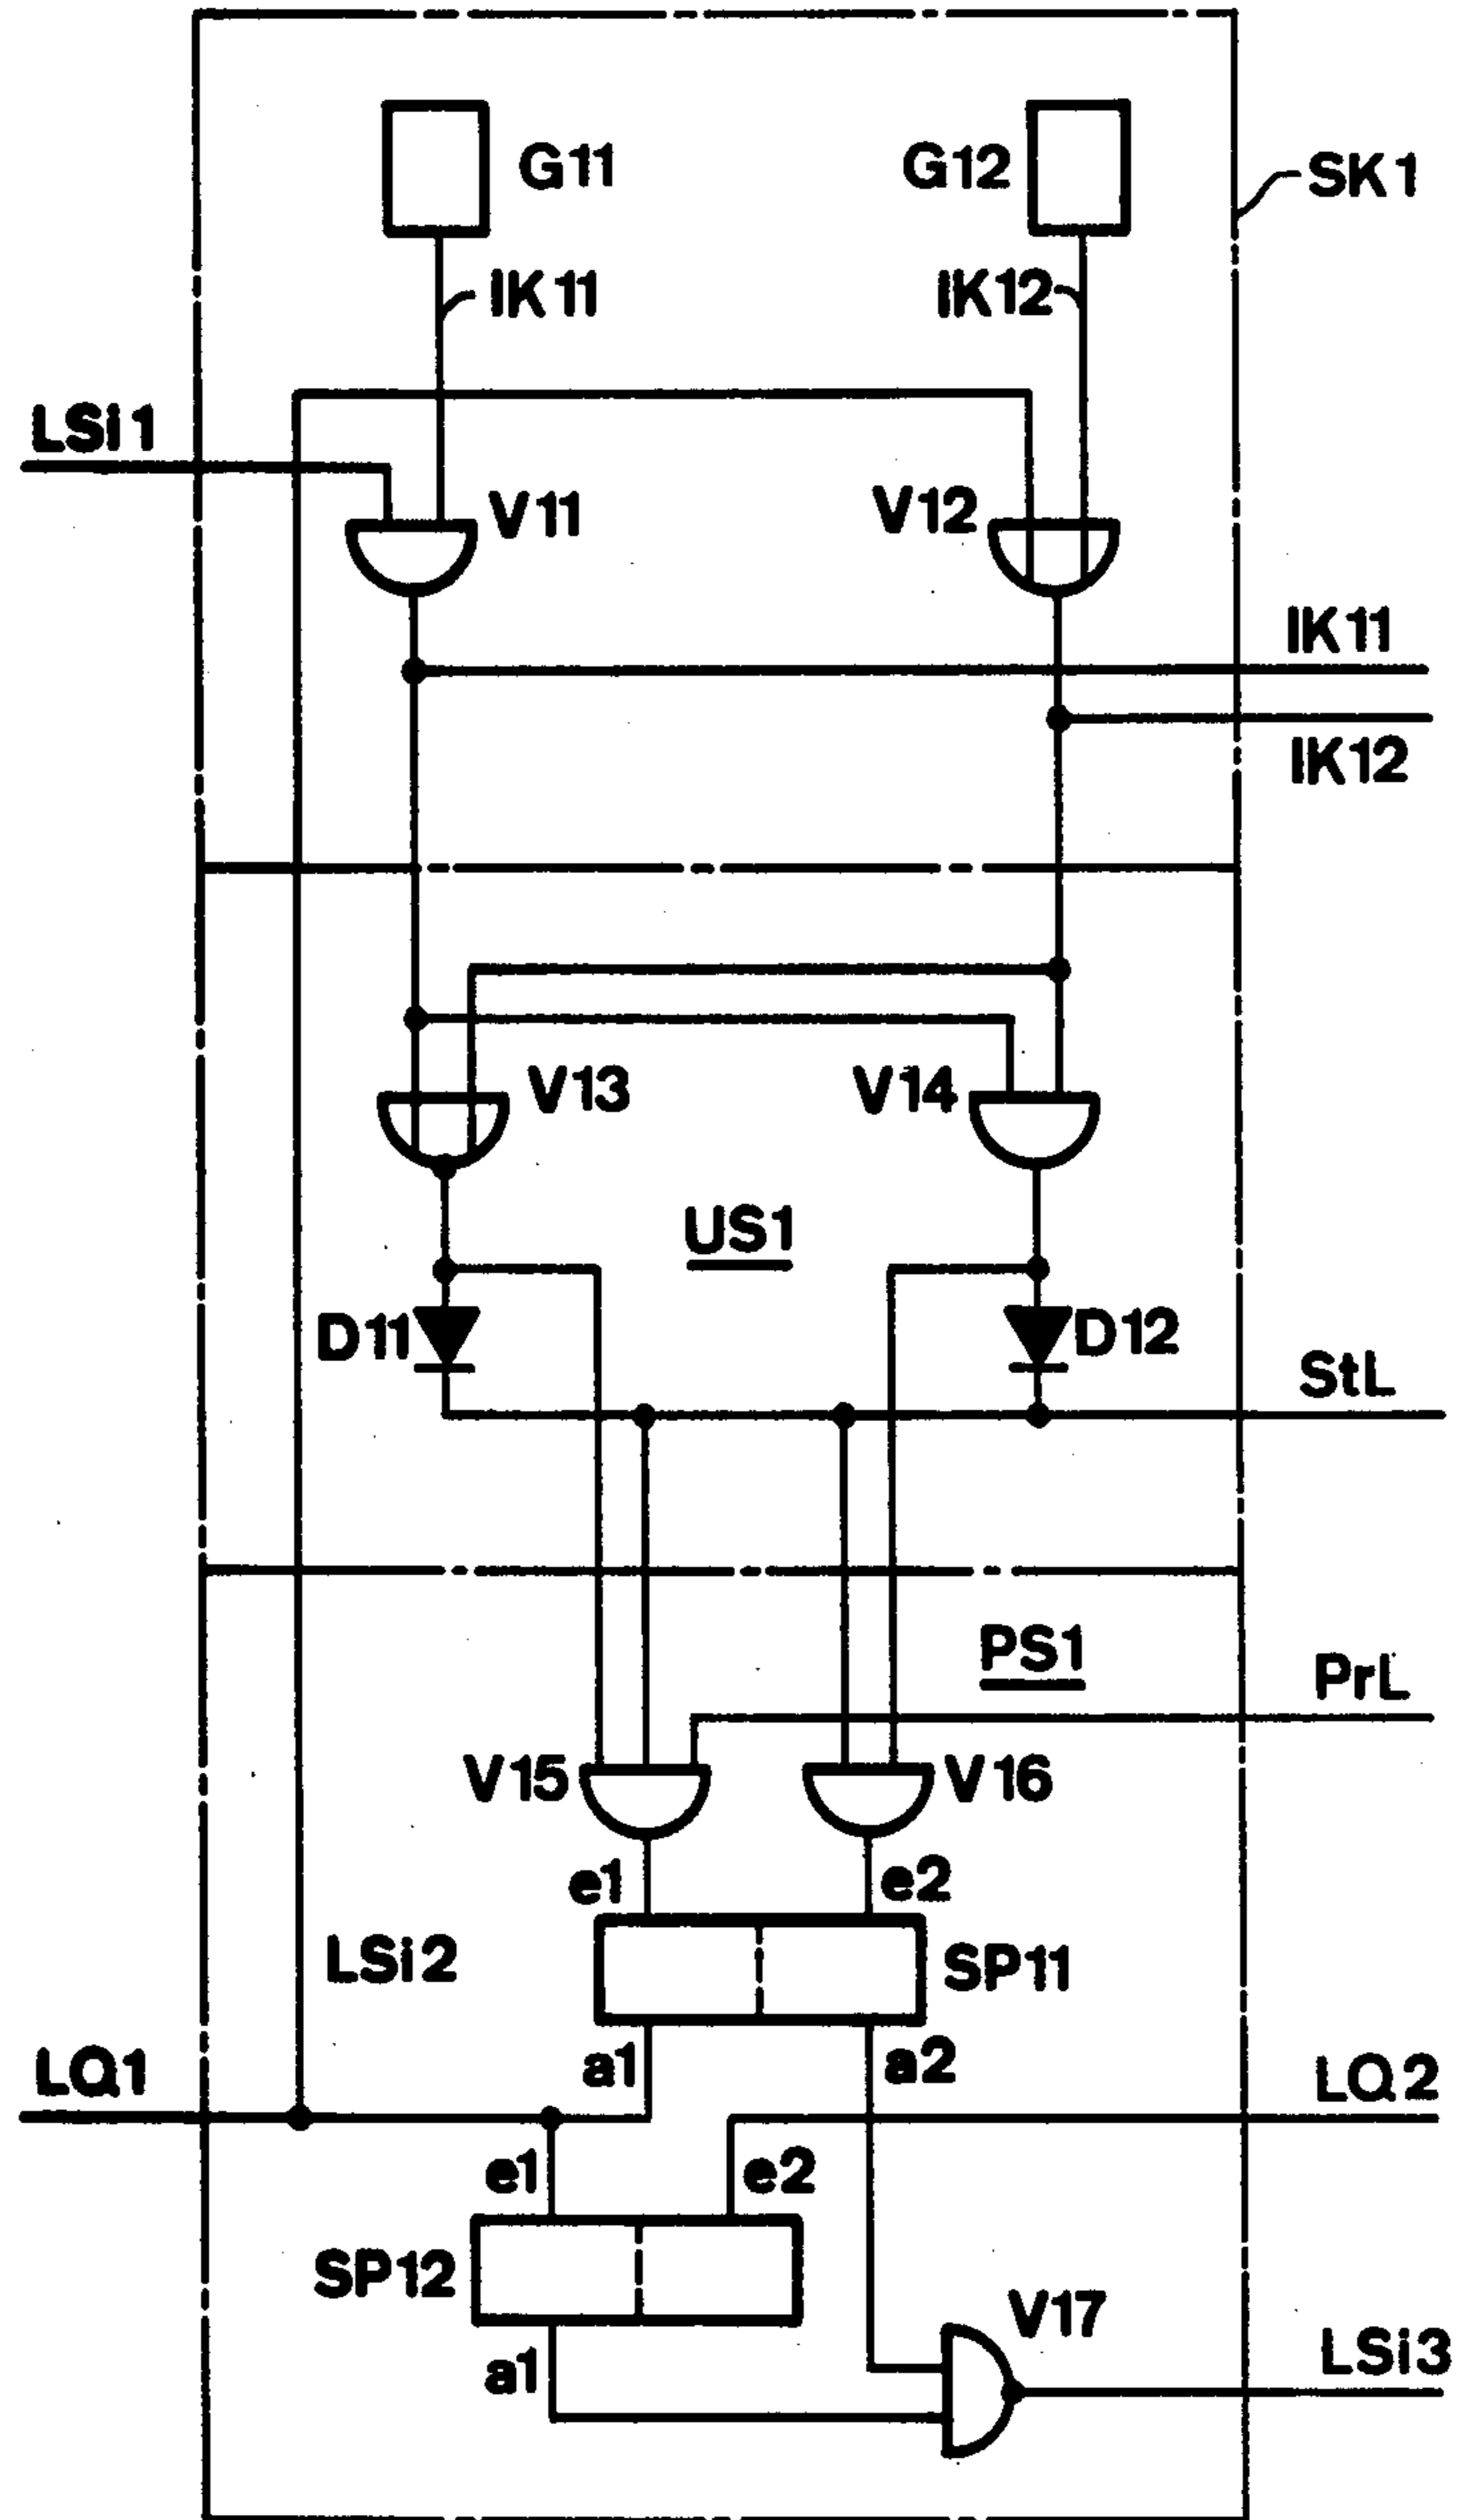 G11
G12
SK1
IK11
IK12
LSi1
V11
V12
IK11
IK12
V13
V14
US1
D11
D12
StL
PS1
PrL
V15
V16
e1
e2
LSi2
SP11
LQ1
a1
a2
LQ2
e1
e2
SP12
V17
a1
LSi3